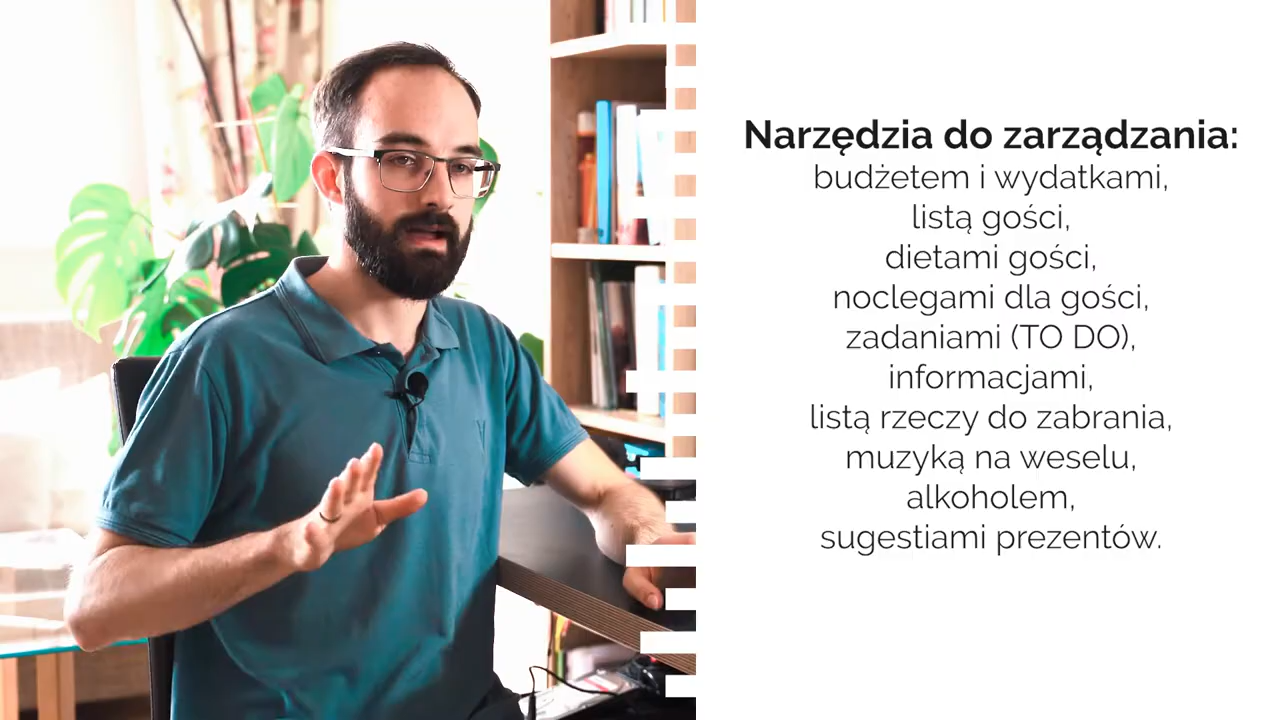 Narzędzia do zarządzania:
budżetem i wydatkami,
listą gości,
dietami gości,
noclegami dla gości,
zadaniami (TO DO),
informacjami,
listą rzeczy do zabrania,
muzyką na weselu,
alkoholem,
sugestiami prezentów.